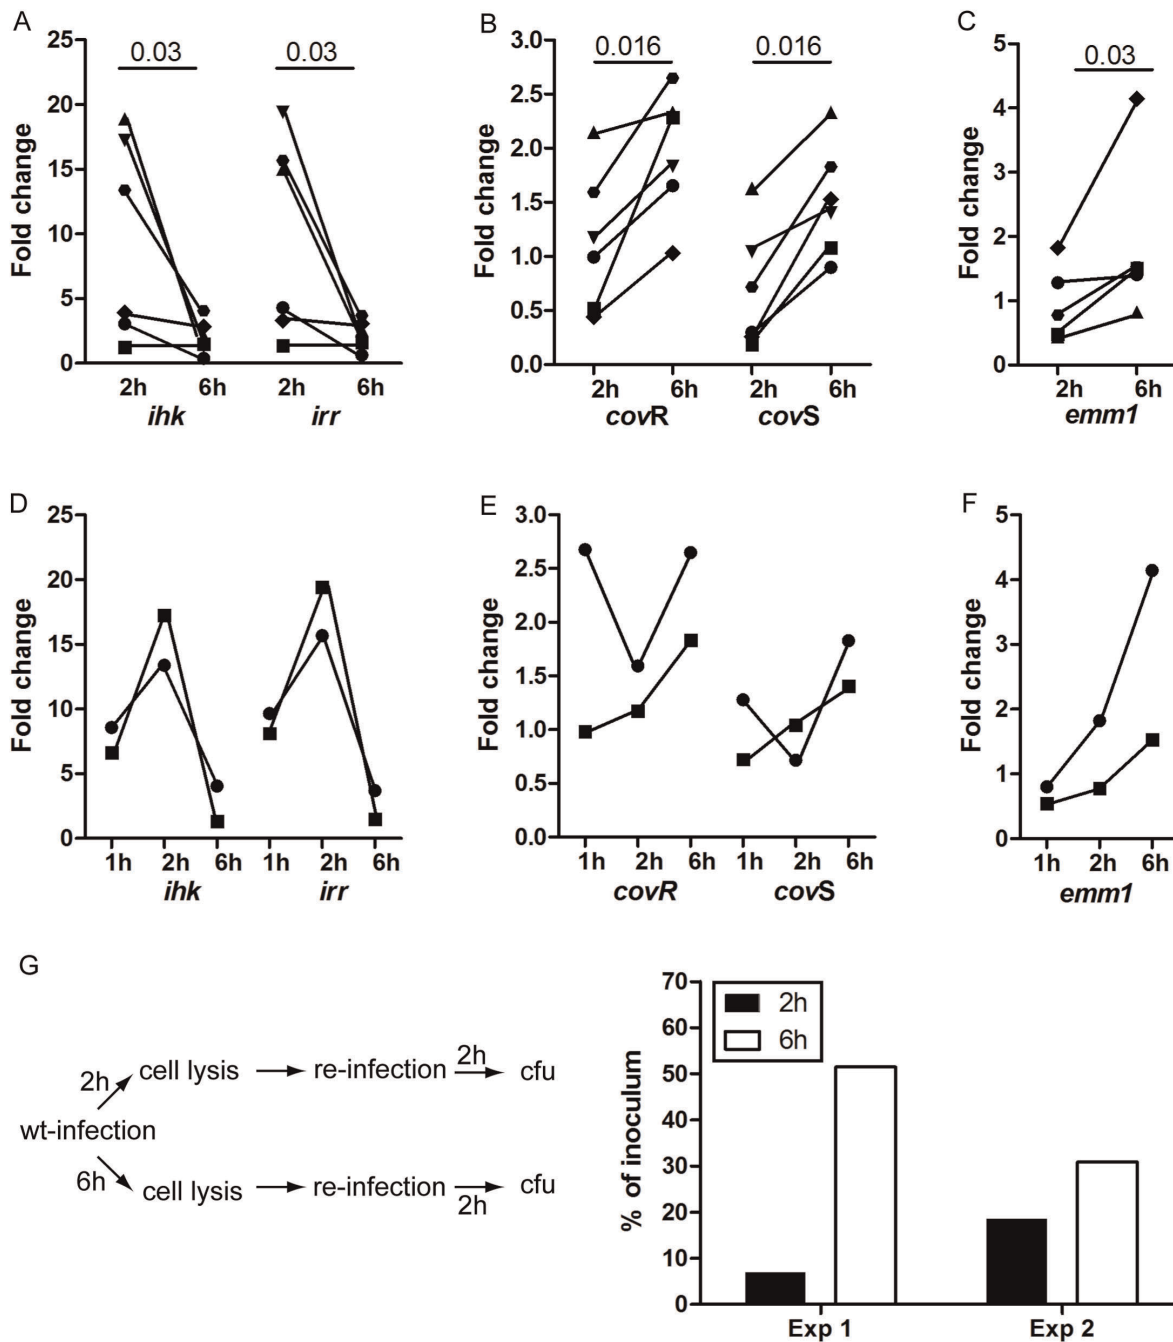 A
Fold change
25
20
15
10
5
0
0.03
0.03
2h 6h 2h 6h
ihk irr
B
Fold change
3.0
2.5
2.0
1.5
1.0
0.5
0.0
0.016
0.016
2h 6h 2h 6h
covR covS
C
Fold change
5
4
3
2
1
0
0.03
2h 6h
emm1
D
Fold change
25
20
15
10
5
0
1h 2h 6h 1h 2h 6h
ihk irr
E
Fold change
3.0
2.5
2.0
1.5
1.0
0.5
0.0
1h 2h 6h 1h 2h 6h
covR covS
F
Fold change
5
4
3
2
1
0
1h 2h 6h
emm1
G
wt-infection
2h
cell lysis
re-infection
2h
cfu
6h
cell lysis
re-infection
2h
cfu
% of inoculum
70
60
50
40
30
20
10
0
2h
6h
Exp 1 Exp 2